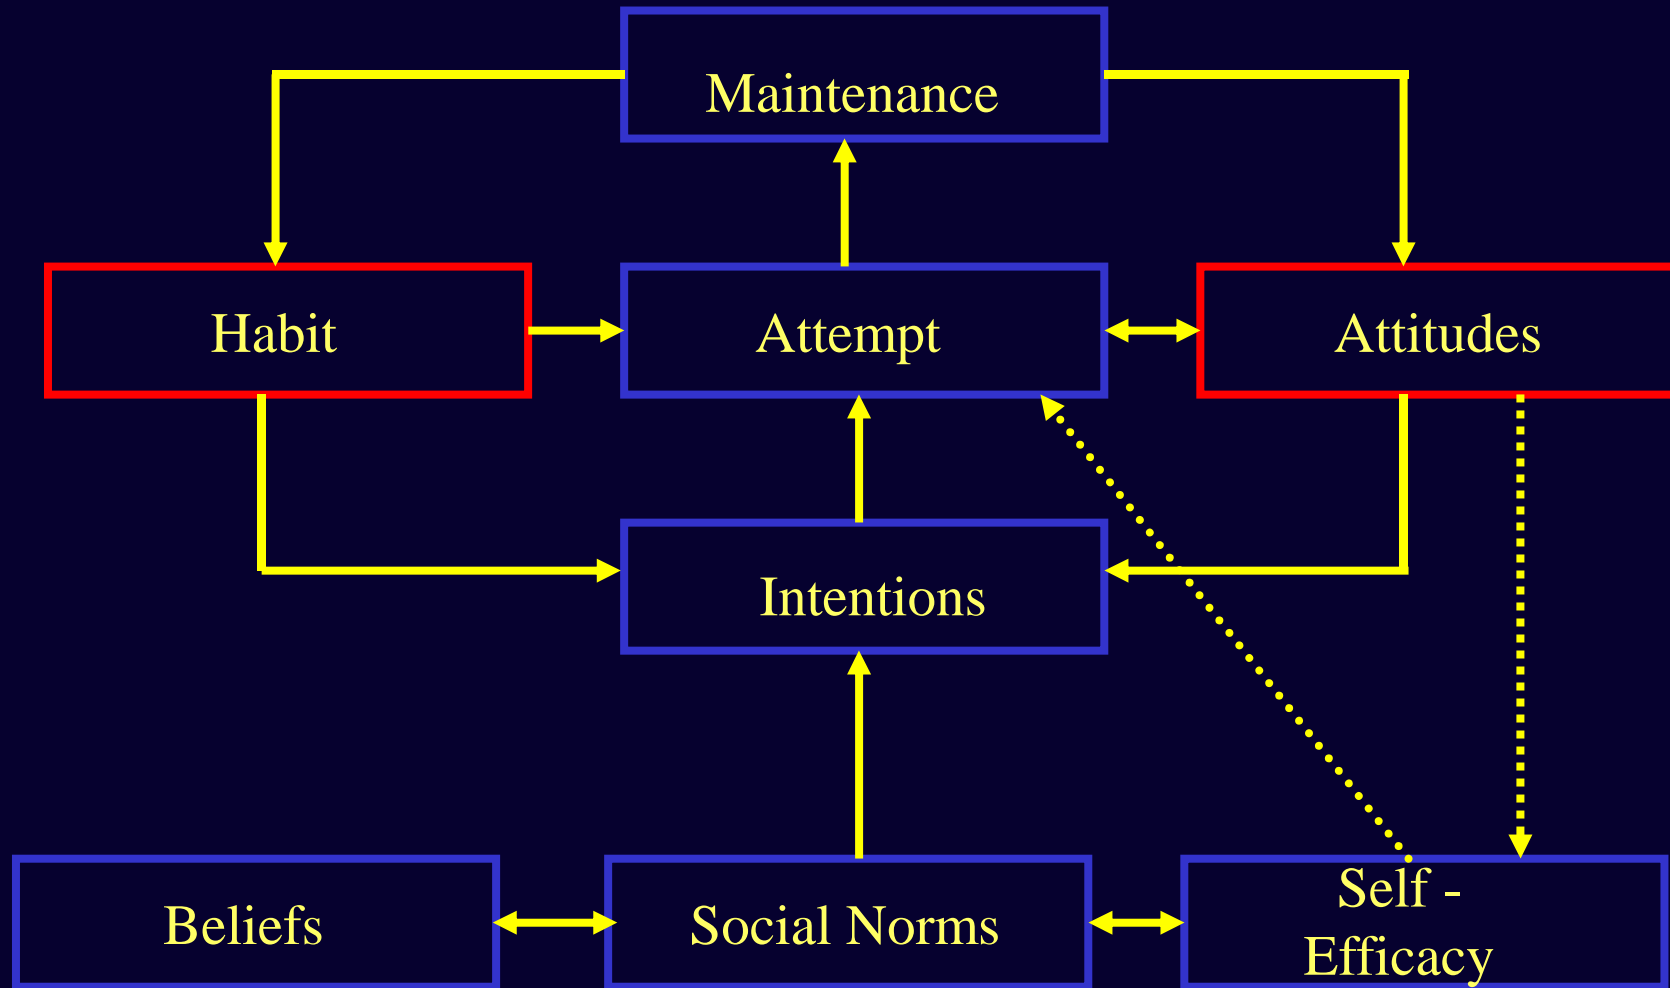 Maintenance
Habit
Attempt
Attitudes
Intentions
Beliefs
Social Norms
Self -
Efficacy